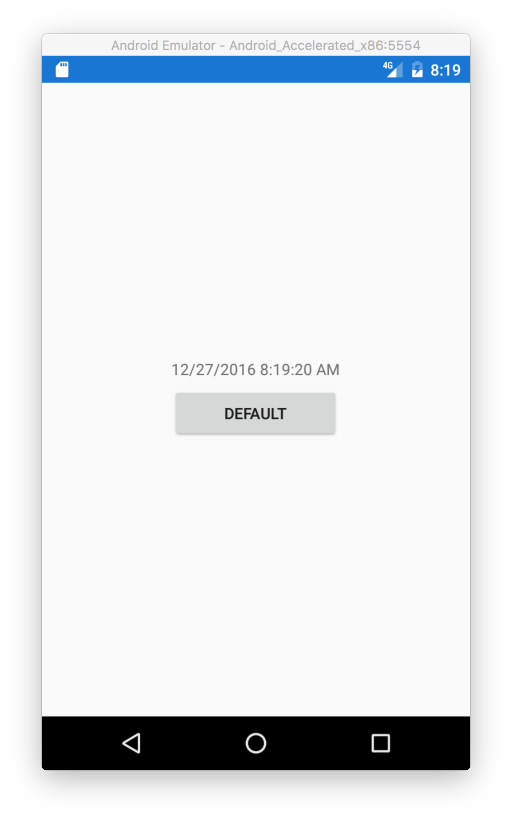 Android Emulator - Android_Accelerated_x86:5554
4G 8:19
12/27/2016 8:19:20 AM
DEFAULT